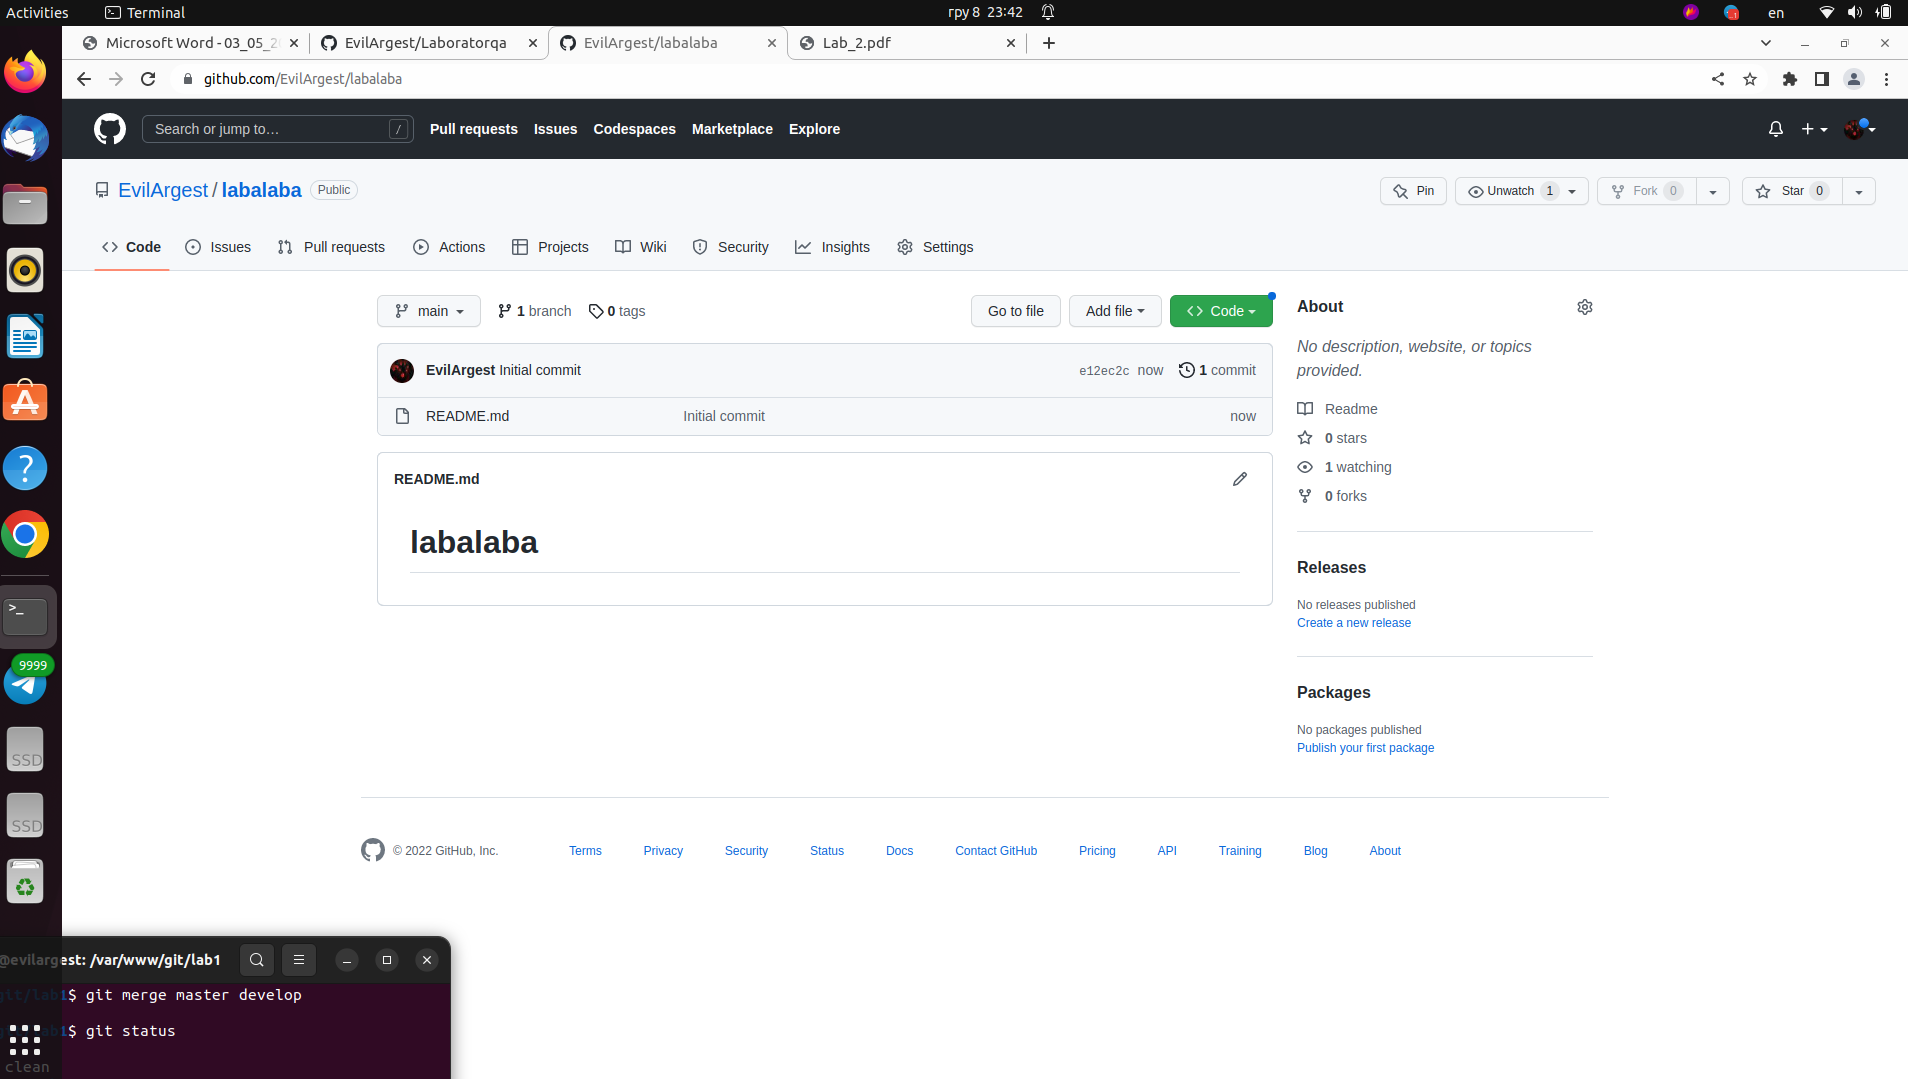 Activities
Terminal
гру 8 23:42
en
Microsoft Word - 03_05_2
EvilArgest/Laboratorqa
EvilArgest/labalaba
Lab_2.pdf
github.com/EvilArgest/labalaba
Search or jump to…
/
Pull requests
Issues
Codespaces
Marketplace
Explore
EvilArgest / labalaba
Public
Pin
Unwatch 1
Fork 0
Star 0
Code
Issues
Pull requests
Actions
Projects
Wiki
Security
Insights
Settings
main
1 branch
0 tags
Go to file
Add file
Code
EvilArgest Initial commit
e12ec2c now
1 commit
README.md
Initial commit
now
README.md
labalaba
About
No description, website, or topics
provided.
Readme
0 stars
1 watching
0 forks
Releases
No releases published
Create a new release
Packages
No packages published
Publish your first package
© 2022 GitHub, Inc.
Terms
Privacy
Security
Status
Docs
Contact GitHub
Pricing
API
Training
Blog
About
>_
9999
SSD
SSD
@evilargest: /var/www/git/lab1
git/lab1$ git merge master develop
lab1$ git status
clean